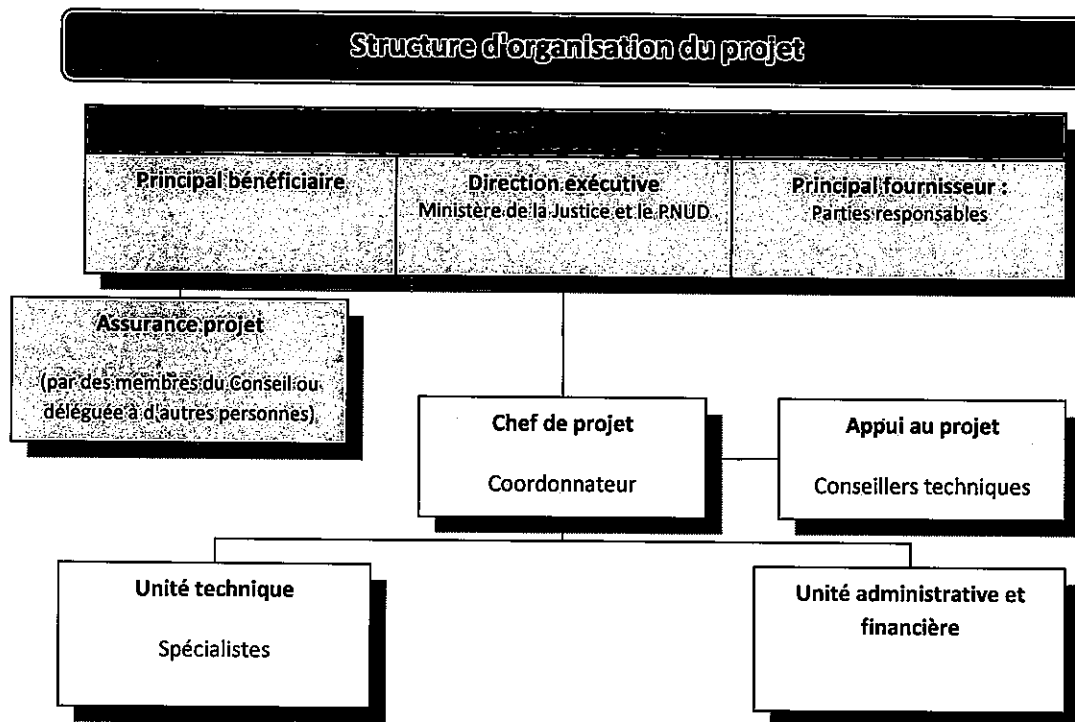 Structure d'organisation du projet
Principal bénéficiaire
Direction exécutive
Ministère de la Justice et le PNUD
Principal fournisseur :
Parties responsables
Assurance projet
(par des membres du Conseil ou
déléguée à d'autres personnes)
Chef de projet
Coordonnateur
Appui au projet
Conseillers techniques
Unité technique
Spécialistes
Unité administrative et
financière